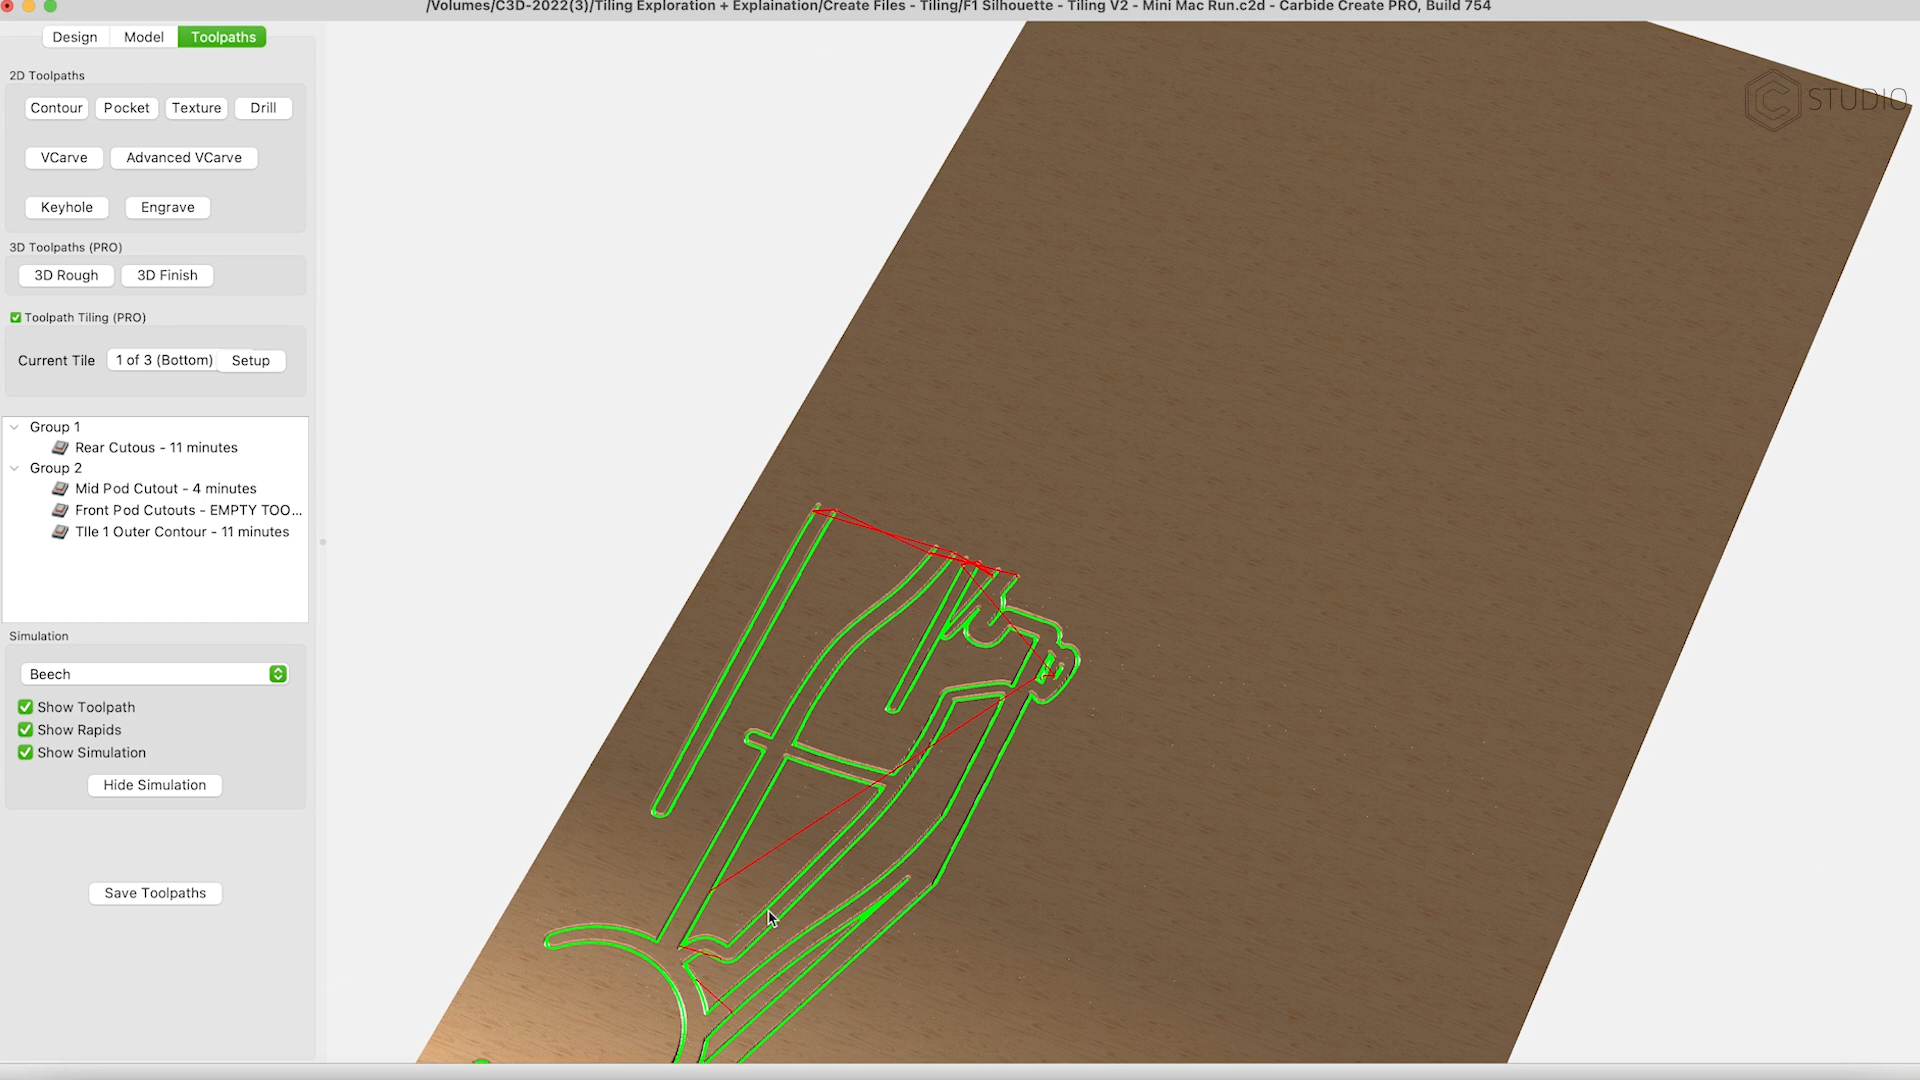 /Volumes/C3D-2022(3)/Tiling Exploration + Explaination/Create Files - Tiling/F1 Silhouette - Tiling V2 - Mini Mac Run.c2d - Carbide Create PRO, Build 754
Design Model Toolpaths
2D Toolpaths
Contour Pocket Texture Drill
VCarve Advanced VCarve
Keyhole Engrave
3D Toolpaths (PRO)
3D Rough 3D Finish
Toolpath Tiling (PRO)
Current Tile 1 of 3 (Bottom) Setup
Group 1
Rear Cutous - 11 minutes
Group 2
Mid Pod Cutout - 4 minutes
Front Pod Cutouts - EMPTY TOO...
TIle 1 Outer Contour - 11 minutes
Simulation
Beech
Show Toolpath
Show Rapids
Show Simulation
Hide Simulation
Save Toolpaths
STUDIO